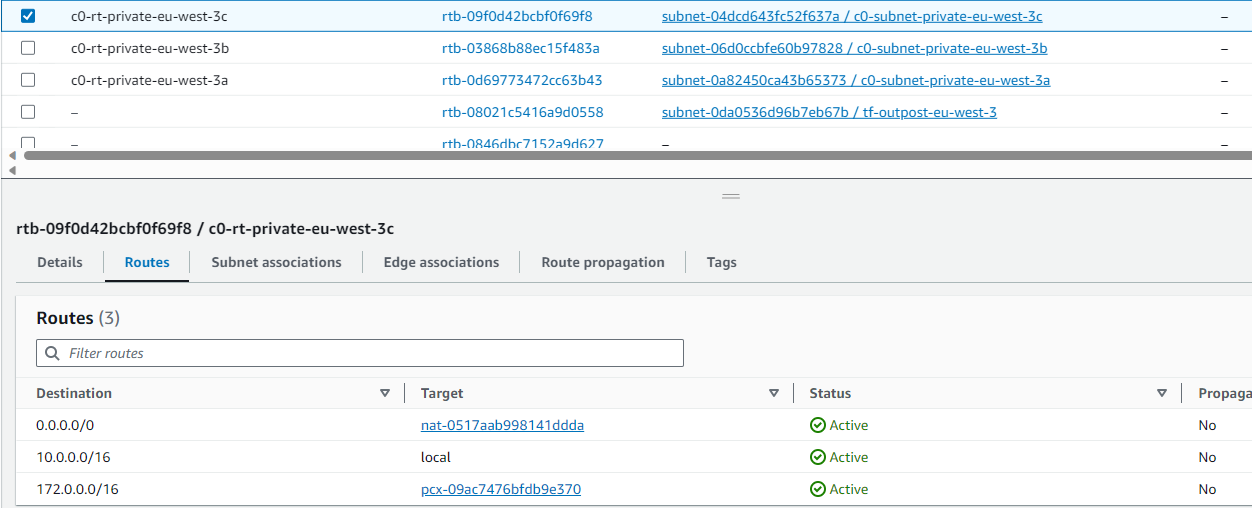 c0-rt-private-eu-west-3c rtb-09f0d42bcbf0f69f8 subnet-04dcd643fc52f637a / c0-subnet-private-eu-west-3c –
c0-rt-private-eu-west-3b rtb-03868b88ec15f483a subnet-06d0ccbfe60b97828 / c0-subnet-private-eu-west-3b –
c0-rt-private-eu-west-3a rtb-0d69773472cc63b43 subnet-0a82450ca43b65373 / c0-subnet-private-eu-west-3a –
– rtb-08021c5416a9d0558 subnet-0da0536d96b7eb67b / tf-outpost-eu-west-3 –
– rtb-0846dbc7152a9d627 – –
rtb-09f0d42bcbf0f69f8 / c0-rt-private-eu-west-3c
Details Routes Subnet associations Edge associations Route propagation Tags
Routes (3)
Filter routes
Destination Target Status Propaga
0.0.0.0/0 nat-0517aab998141ddda Active No
10.0.0.0/16 local Active No
172.0.0.0/16 pcx-09ac7476bfdb9e370 Active No